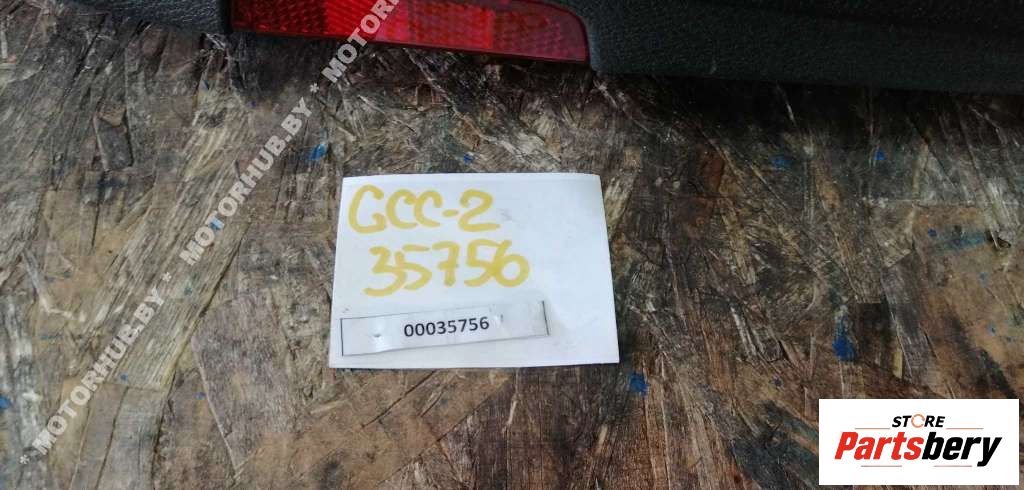 * MOTORHUB.BY * MOTORHUB.BY * MOTOR
GCC-2
35756
00035756
STORE
Partsbery